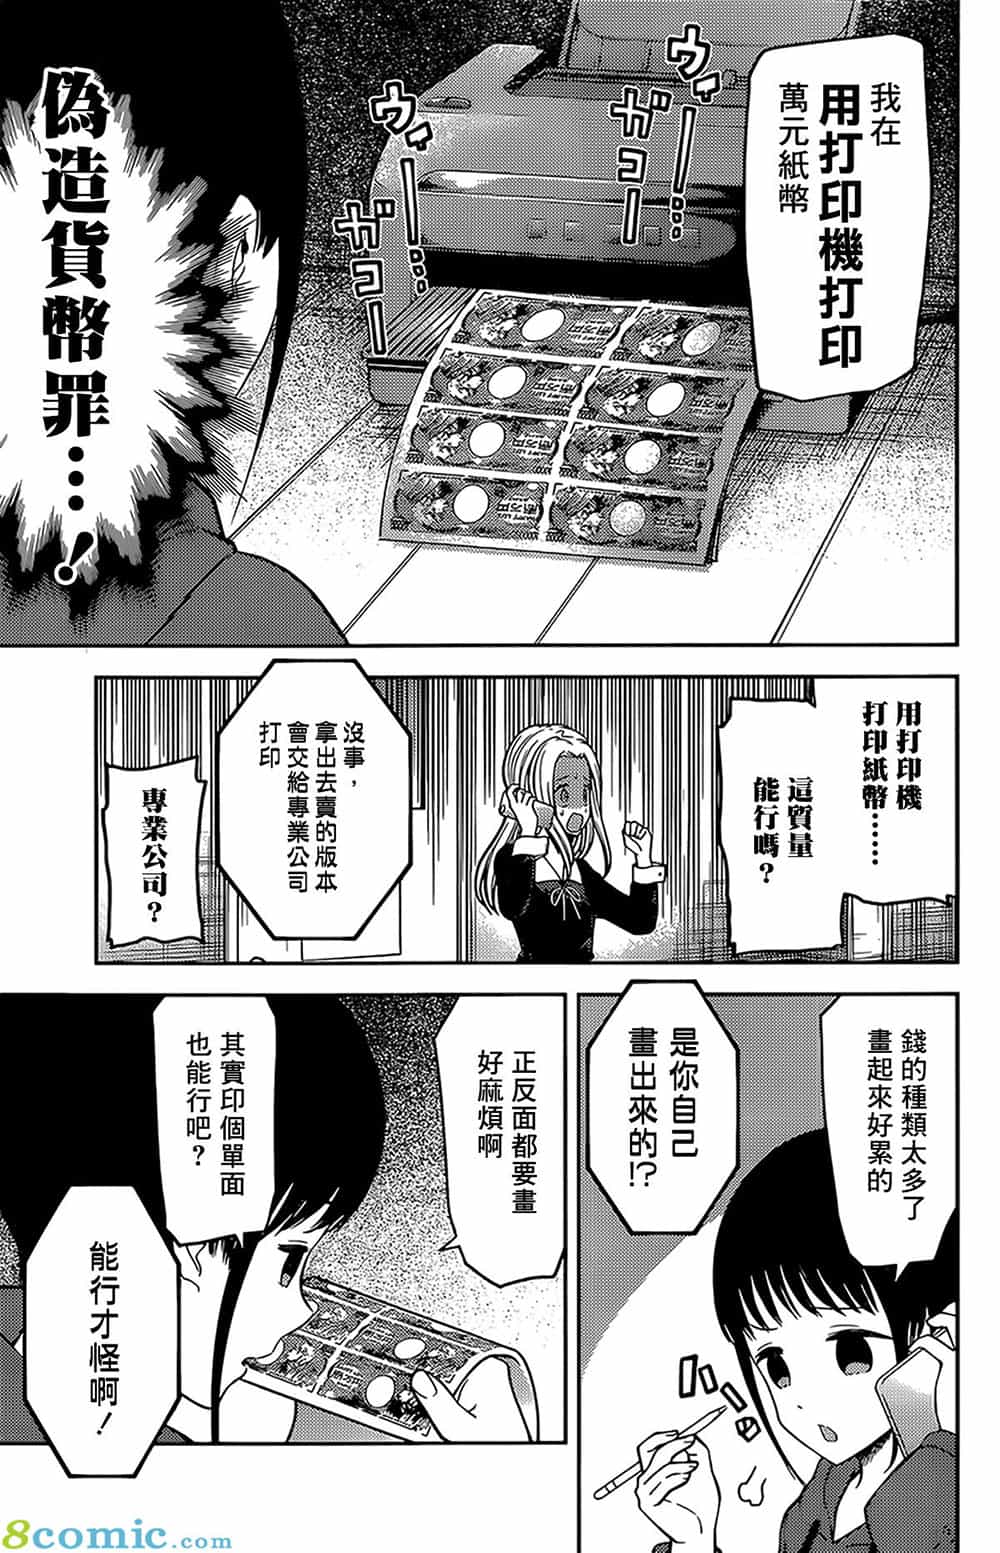 我在
用打印機打印
萬元紙幣
ウィーー…
ガコー
ウィーー…
ガコー
偽造貨幣罪……！
用打印機
打印紙幣……
這質量
能行嗎？
沒事，
拿出去賣的版本
會交給專業公司
打印
專業公司？
錢的種類太多了
畫起來好累的
是你自己
畫出來的!?
正反面都要畫
好麻煩啊
其實印個單面
也能行吧？
能行才怪啊！
8comic.com